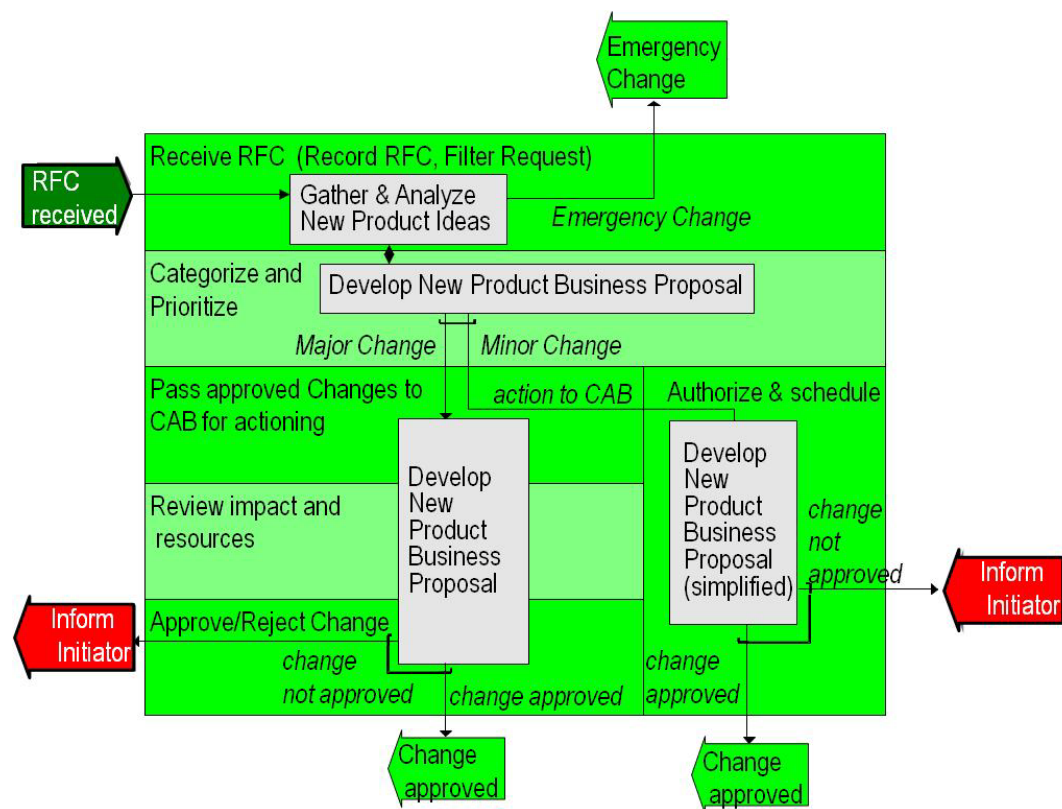 Emergency
Change
Receive RFC (Record RFC, Filter Request)
RFC
received
Gather & Analyze
New Product Ideas
Emergency Change
Categorize and
Prioritize
Develop New Product Business Proposal
Major Change
Minor Change
Pass approved Changes to
CAB for actioning
action to CAB
Authorize & schedule
Develop
New
Product
Business
Proposal
Develop
New
Product
Business
Proposal
(simplified)
change
not
approved
Review impact and
resources
Inform
Initiator
Inform
Initiator
Approve/Reject Change
change
not approved
change approved
change
approved
Change
approved
Change
approved